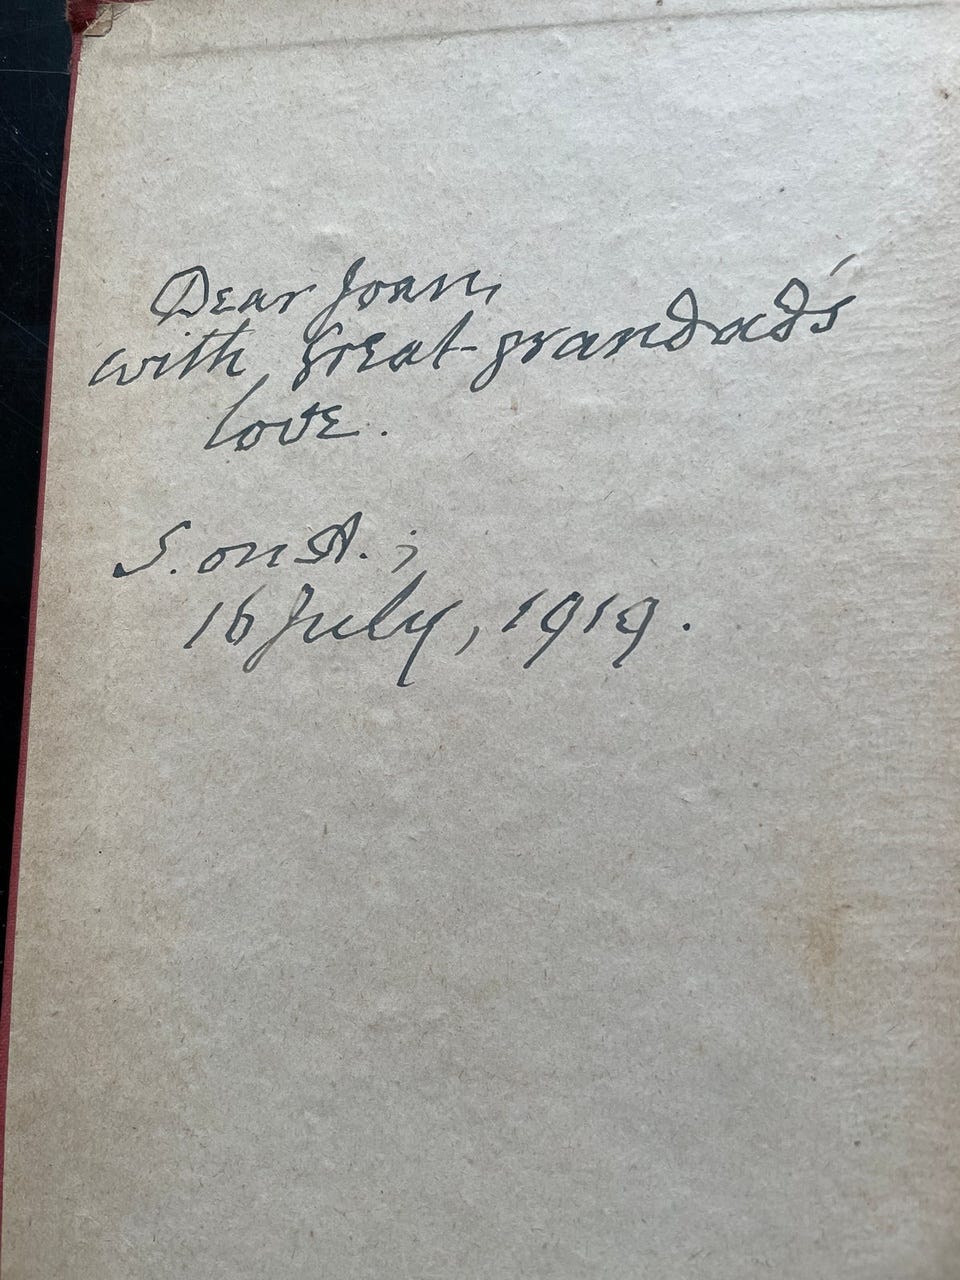 Dear Joan,
with great-grandad's
love.
S. on A.;
16 July, 1919.